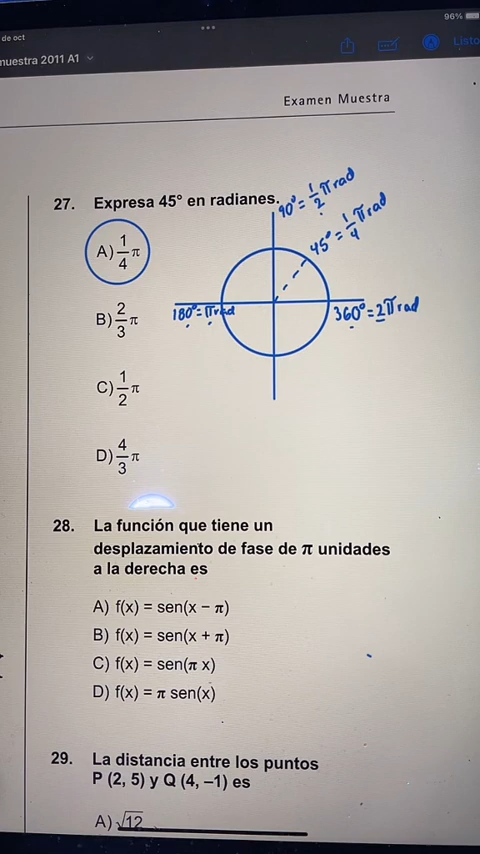 96%
de oct
Listo
muestra 2011 A1
Examen Muestra
27. Expresa 45° en radianes.
90° = 1/2 π rad
45° = 1/4 π rad
A) 1/4 π
180° = π rad
360° = 2π rad
B) 2/3 π
C) 1/2 π
D) 4/3 π
28. La función que tiene un
desplazamiento de fase de π unidades
a la derecha es
A) f(x) = sen(x − π)
B) f(x) = sen(x + π)
C) f(x) = sen(π x)
D) f(x) = π sen(x)
29. La distancia entre los puntos
P (2, 5) y Q (4, –1) es
A) √12